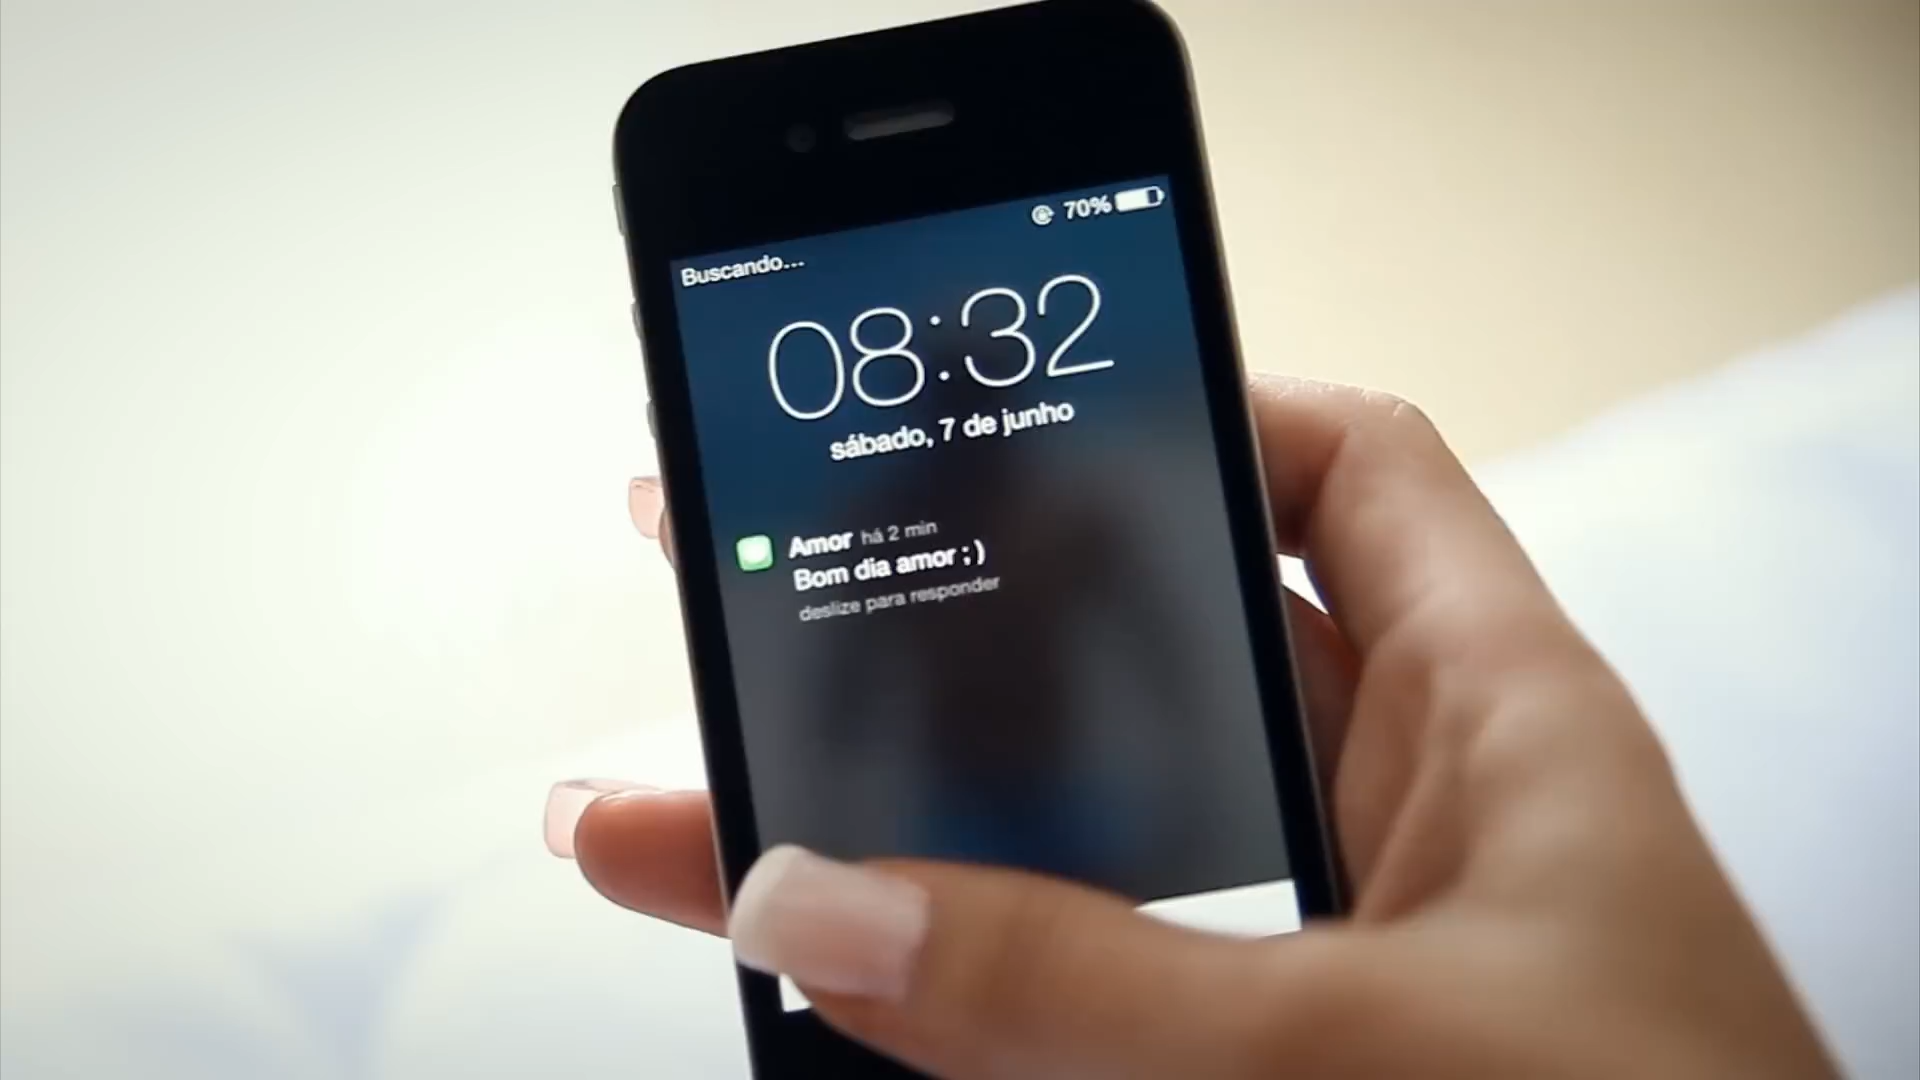 Buscando...
70%
08:32
sábado, 7 de junho
Amor há 2 min
Bom dia amor ; )
deslize para responder